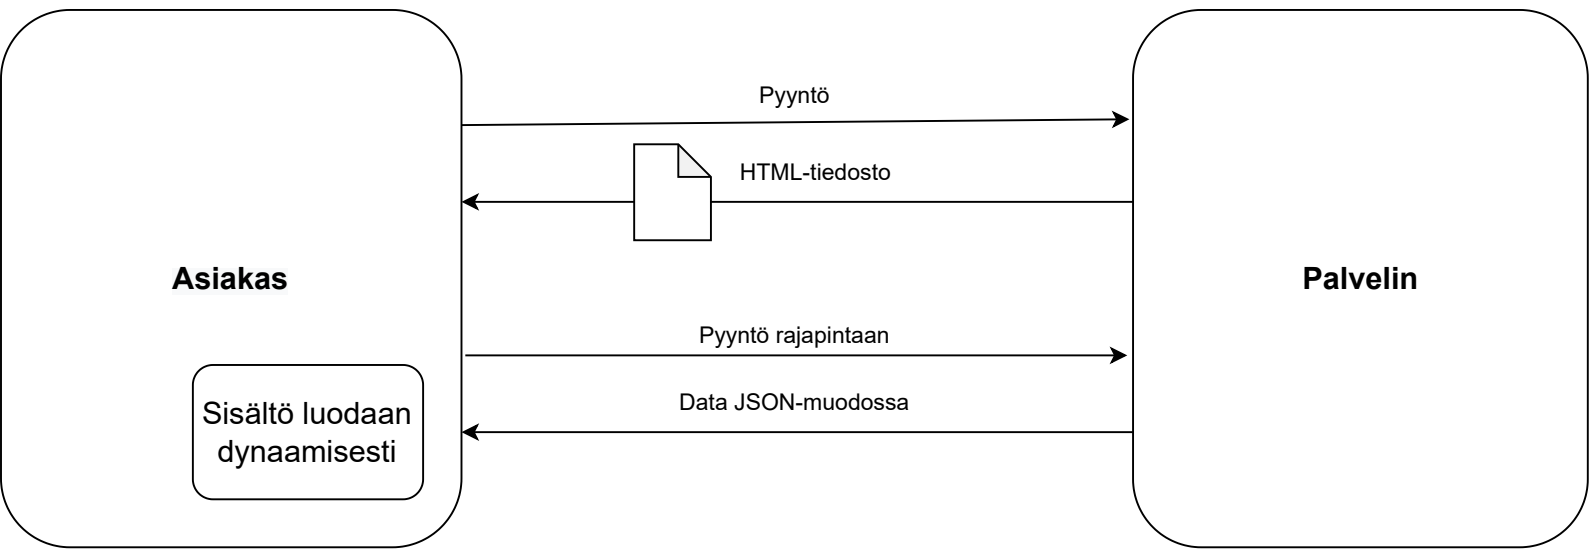 Pyyntö
HTML-tiedosto
Asiakas
Palvelin
Pyyntö rajapintaan
Data JSON-muodossa
Sisältö luodaan
dynaamisesti